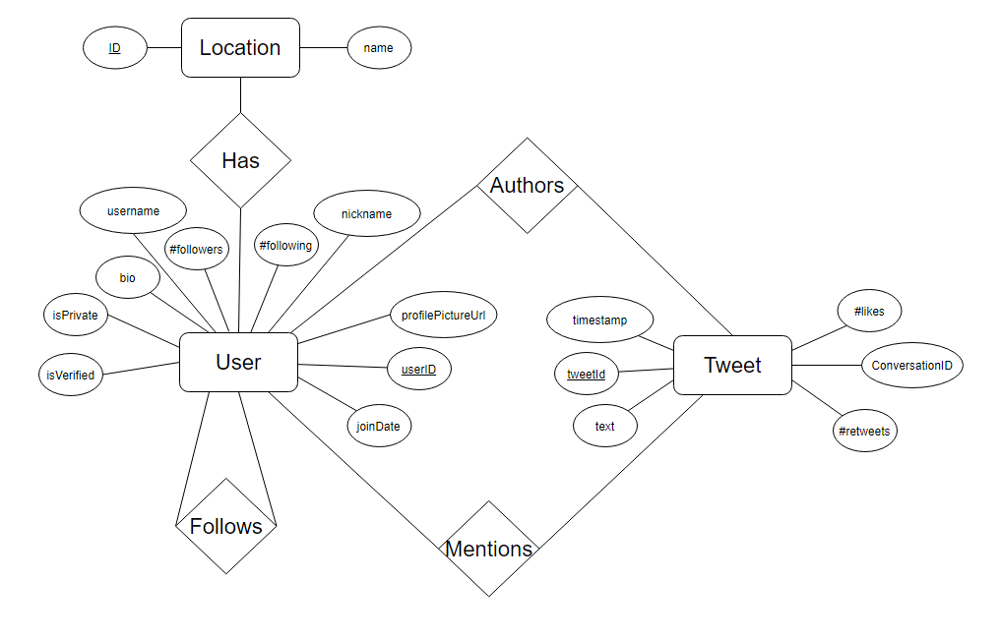 ID
Location
name
Has
Authors
username
nickname
#followers
#following
bio
isPrivate
profilePictureUrl
timestamp
#likes
User
Tweet
isVerified
userID
tweetId
ConversationID
joinDate
text
#retweets
Follows
Mentions